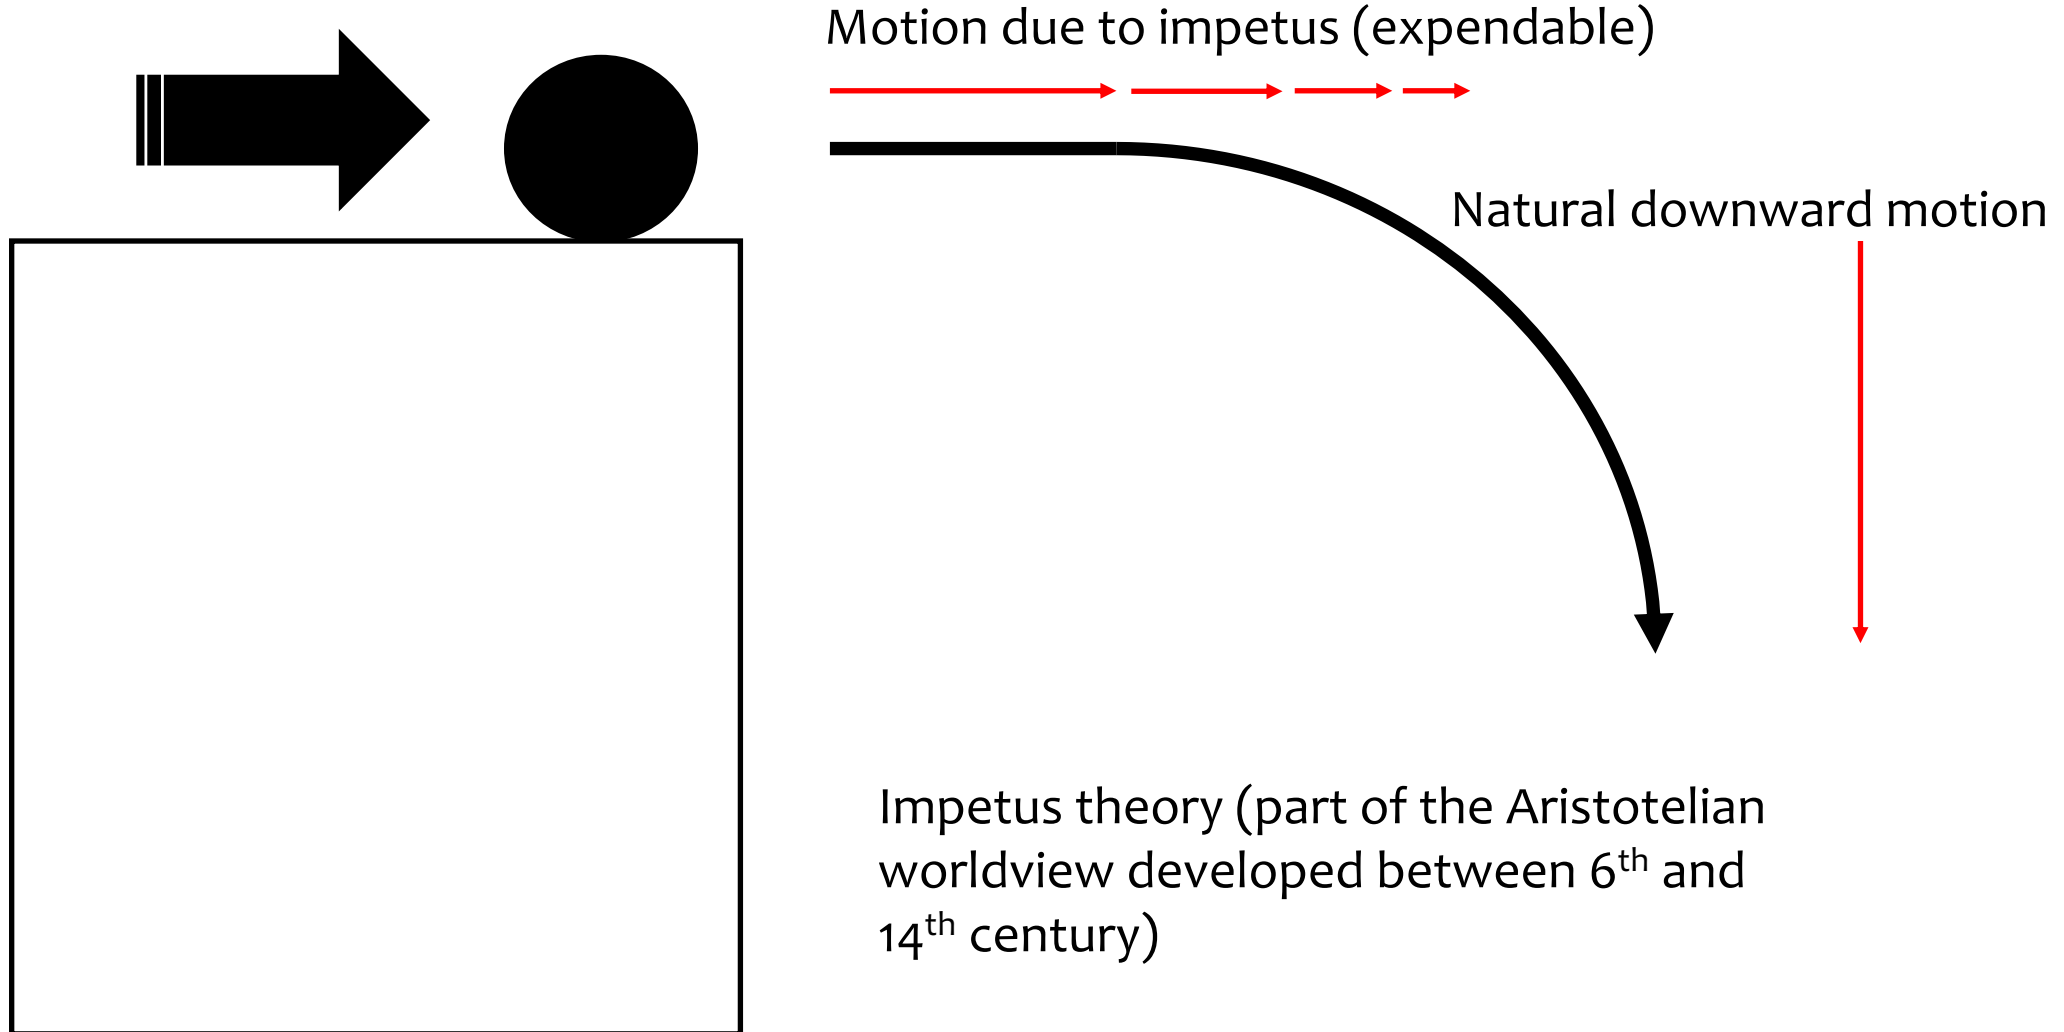 Motion due to impetus (expendable)
Natural downward motion
Impetus theory (part of the Aristotelian
worldview developed between 6th and
14th century)